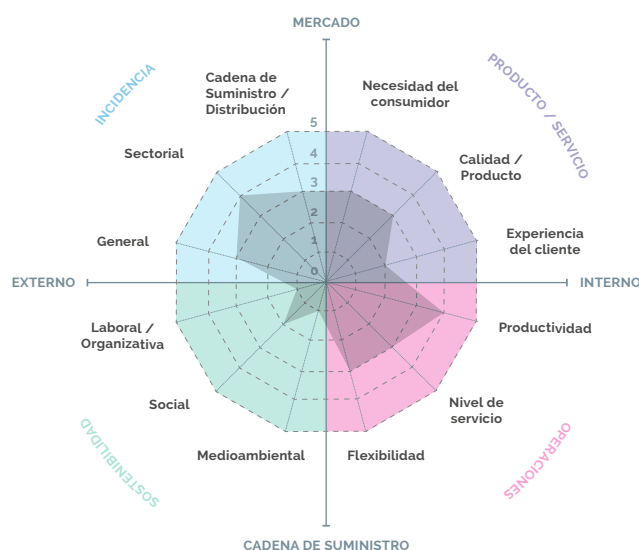 MERCADO
INCIDENCIA
PRODUCTO / SERVICIO
Cadena de
Suministro /
Distribución
Necesidad del
consumidor
Sectorial
Calidad /
Producto
General
Experiencia
del cliente
5
4
3
2
1
0
EXTERNO
INTERNO
Laboral /
Organizativa
Productividad
Social
Nivel de
servicio
Medioambiental
Flexibilidad
SOSTENIBILIDAD
OPERACIONES
CADENA DE SUMINISTRO